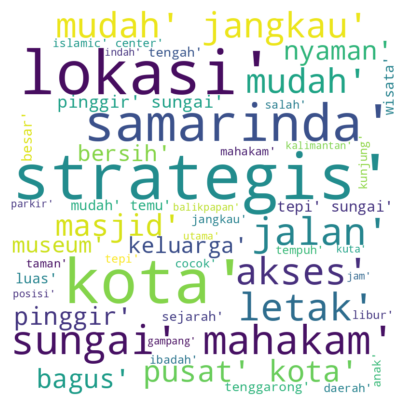 mudah' jangkau'
islamic' center'
indah' tengah'
nyaman'
lokasi'
mudah'
wisata'
pinggir' sungai'
salah'
samarinda'
besar'
bersih'
mahakam'
kalimantan'
kunjung'
strategis'
parkir'
mudah' temu'
balikpapan'
tepi' sungai'
masjid'
jangkau'
jalan'
utama'
museum'
keluarga'
tepi'
tempuh'
kuta'
taman'
kota'
cocok'
akses'
luas'
jam'
posisi'
letak'
pinggir'
sejarah'
libur'
sungai' mahakam'
gampang'
ibadah'
anak'
bagus'
pusat' kota'
tenggarong'
daerah'